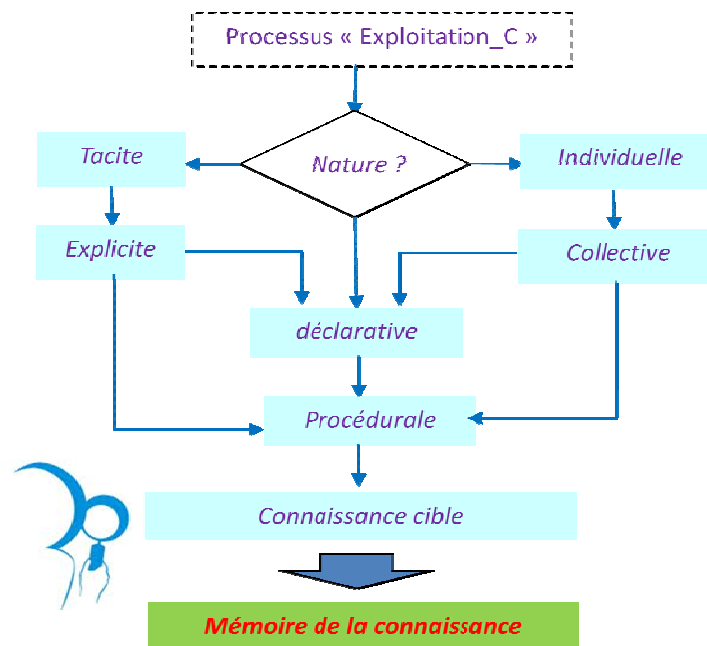 Processus « Exploitation_C »
Tacite
Nature ?
Individuelle
Explicite
Collective
déclarative
Procédurale
Connaissance cible
Mémoire de la connaissance